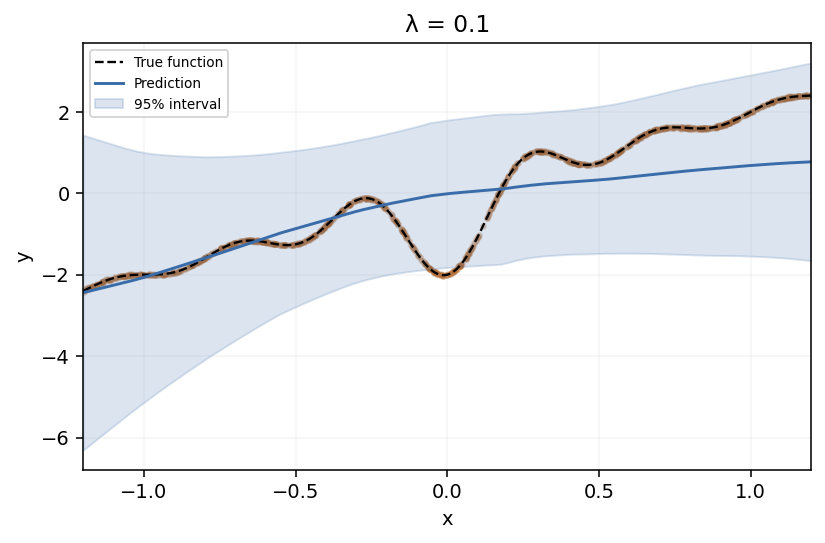 λ = 0.1
True function
Prediction
95% interval
y
2
0
−2
−4
−6
−1.0 −0.5 0.0 0.5 1.0
x